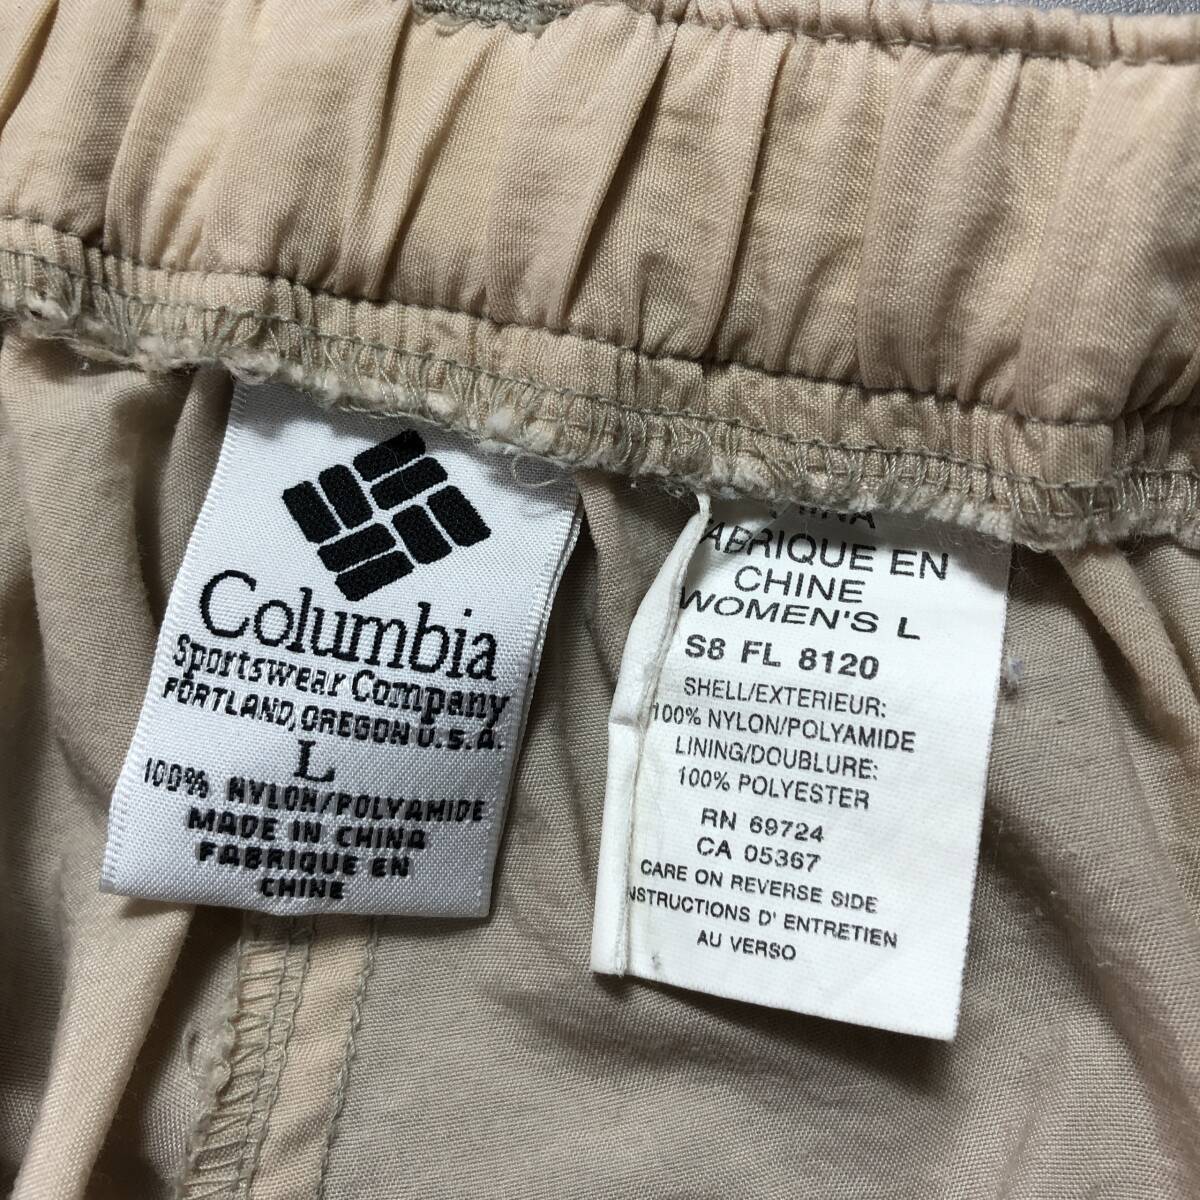 Columbia
Sportswear Company
PORTLAND, OREGON U.S.A.
L
100% NYLON/POLYAMIDE
MADE IN CHINA
FABRIQUE EN
CHINE
FABRIQUE EN
CHINE
WOMEN'S L
S8 FL 8120
SHELL/EXTERIEUR:
100% NYLON/POLYAMIDE
LINING/DOUBLURE:
100% POLYESTER
RN 69724
CA 05367
CARE ON REVERSE SIDE
INSTRUCTIONS D' ENTRETIEN
AU VERSO